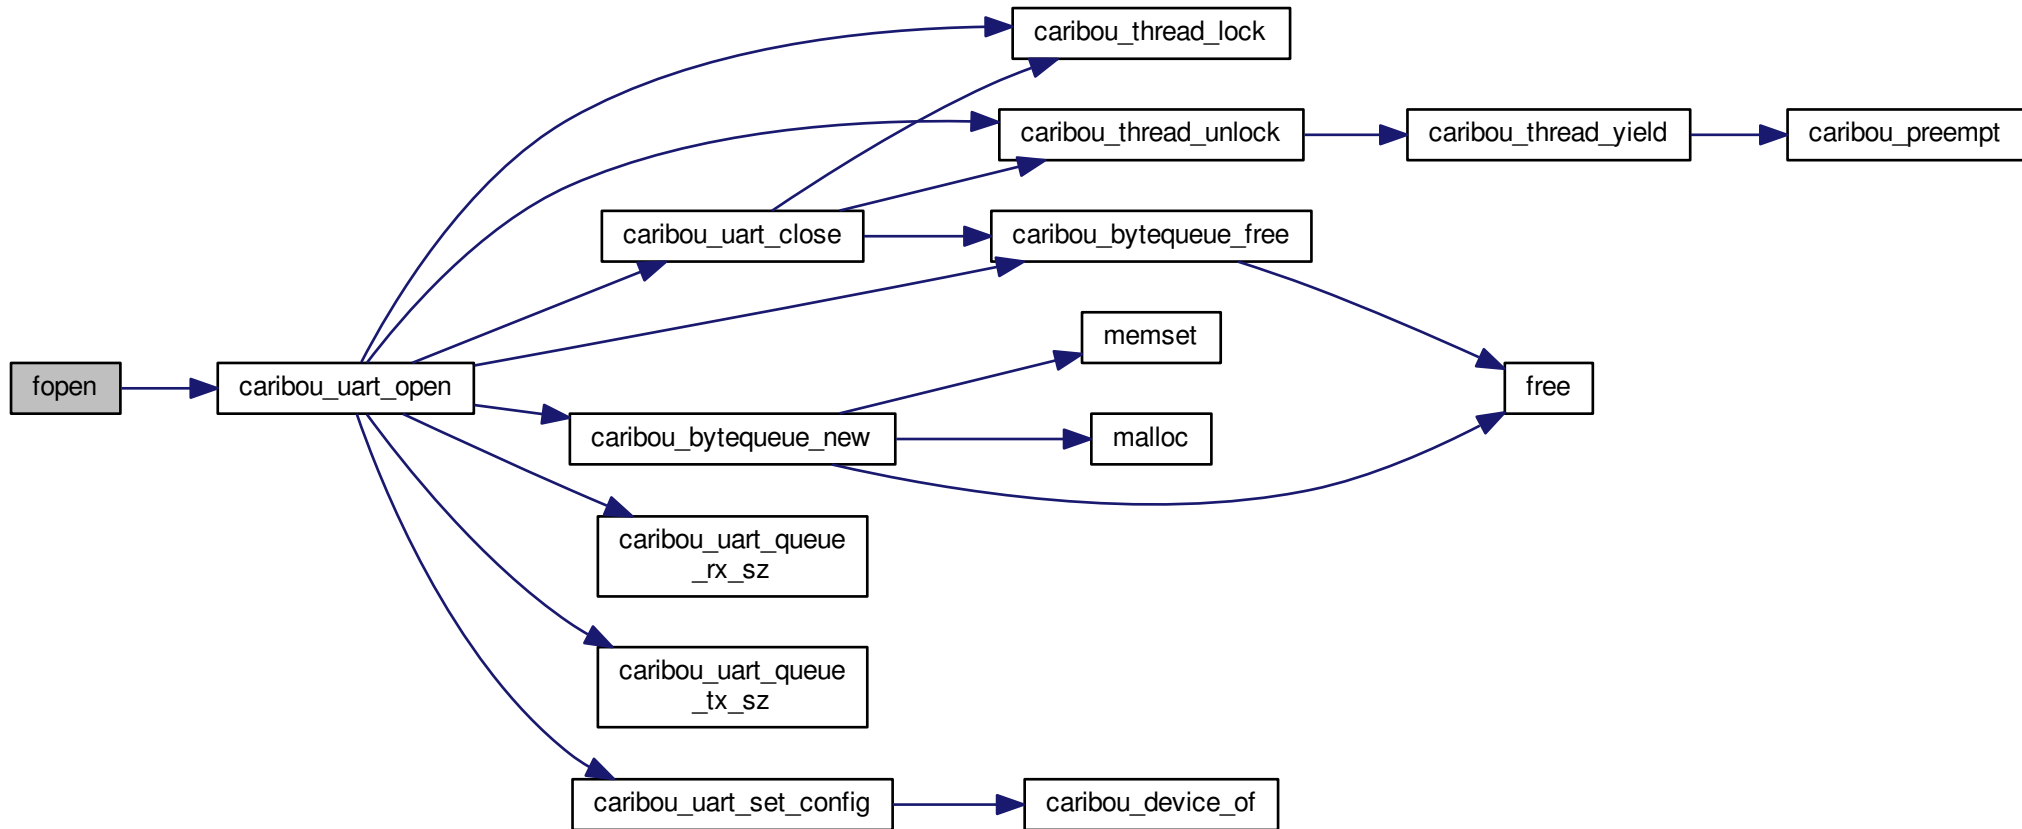 caribou_thread_lock
caribou_thread_unlock
caribou_thread_yield
caribou_preempt
caribou_uart_close
caribou_bytequeue_free
memset
fopen
caribou_uart_open
free
caribou_bytequeue_new
malloc
caribou_uart_queue
_rx_sz
caribou_uart_queue
_tx_sz
caribou_uart_set_config
caribou_device_of